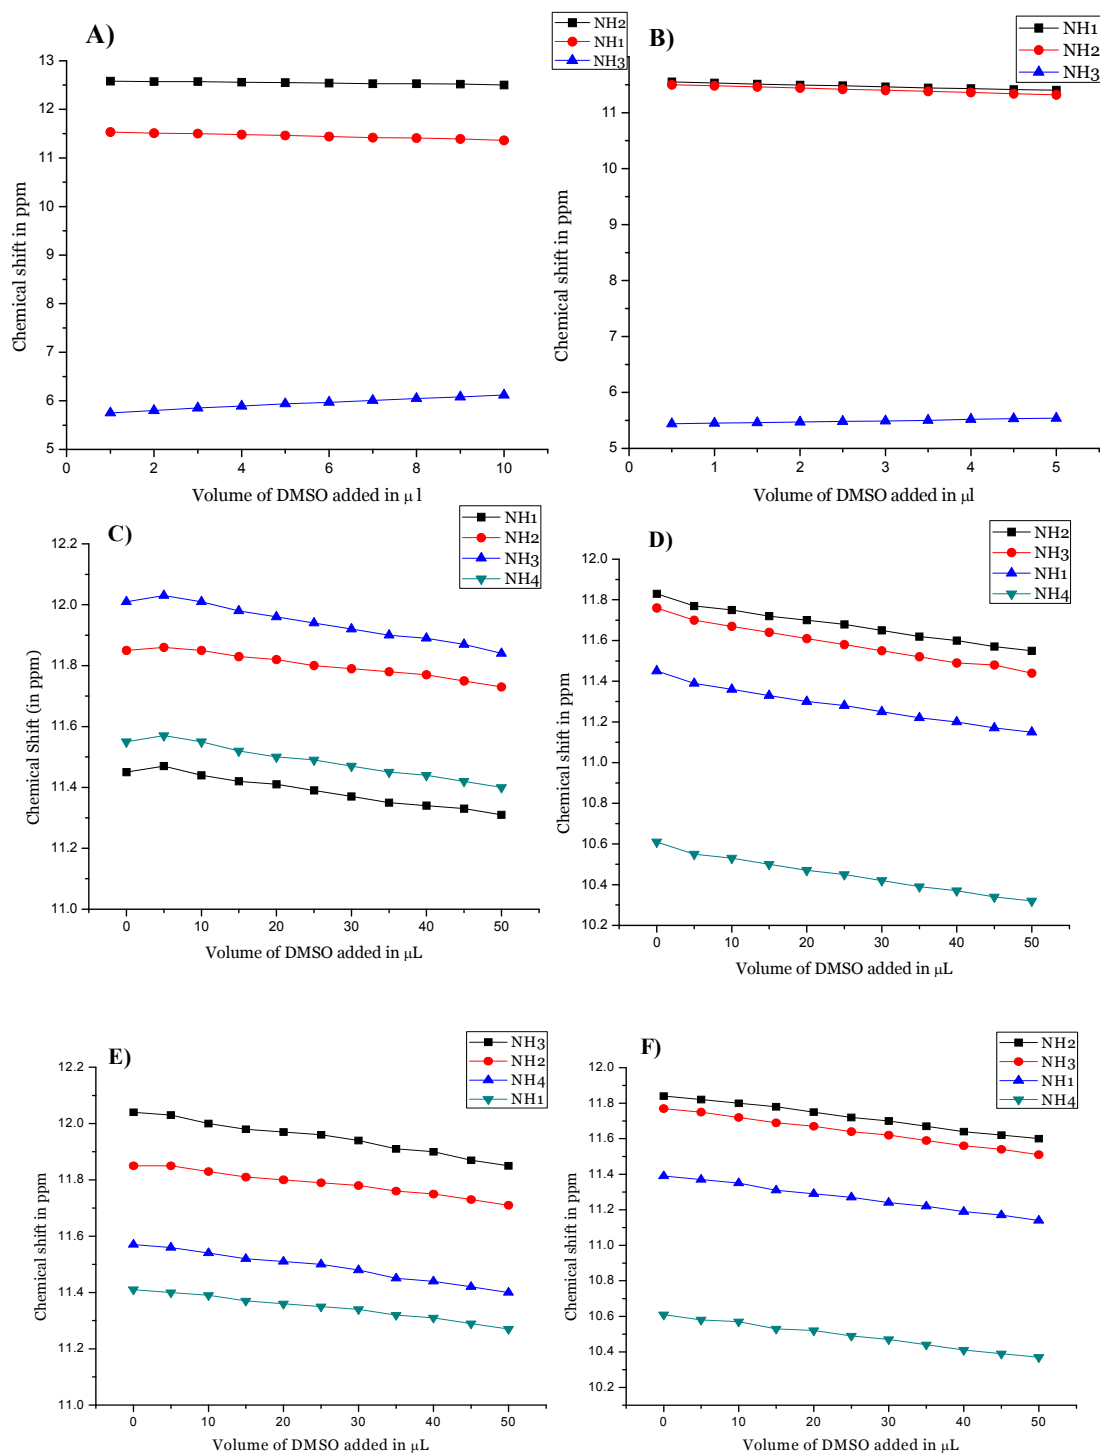 A)
NH2
NH1
NH3
13
12
11
10
9
8
7
6
5
Chemical shift in ppm
0
2
4
6
8
10
Volume of DMSO added in µ l
B)
NH1
NH2
NH3
11
10
9
8
7
6
5
Chemical shift in ppm
0
1
2
3
4
5
Volume of DMSO added in µl
C)
NH1
NH2
NH3
NH4
12.2
12.0
11.8
11.6
11.4
11.2
11.0
Chemical Shift (in ppm)
0
10
20
30
40
50
Volume of DMSO added in µL
D)
NH2
NH3
NH1
NH4
12.0
11.8
11.6
11.4
11.2
11.0
10.8
10.6
10.4
10.2
Chemical shift in ppm
0
10
20
30
40
50
Volume of DMSO added in µL
E)
NH3
NH2
NH4
NH1
12.2
12.0
11.8
11.6
11.4
11.2
11.0
Chemical shift in ppm
0
10
20
30
40
50
Volume of DMSO added in µL
F)
NH2
NH3
NH1
NH4
12.0
11.8
11.6
11.4
11.2
11.0
10.8
10.6
10.4
10.2
Chemical shift in ppm
0
10
20
30
40
50
Volume of DMSO added in µL